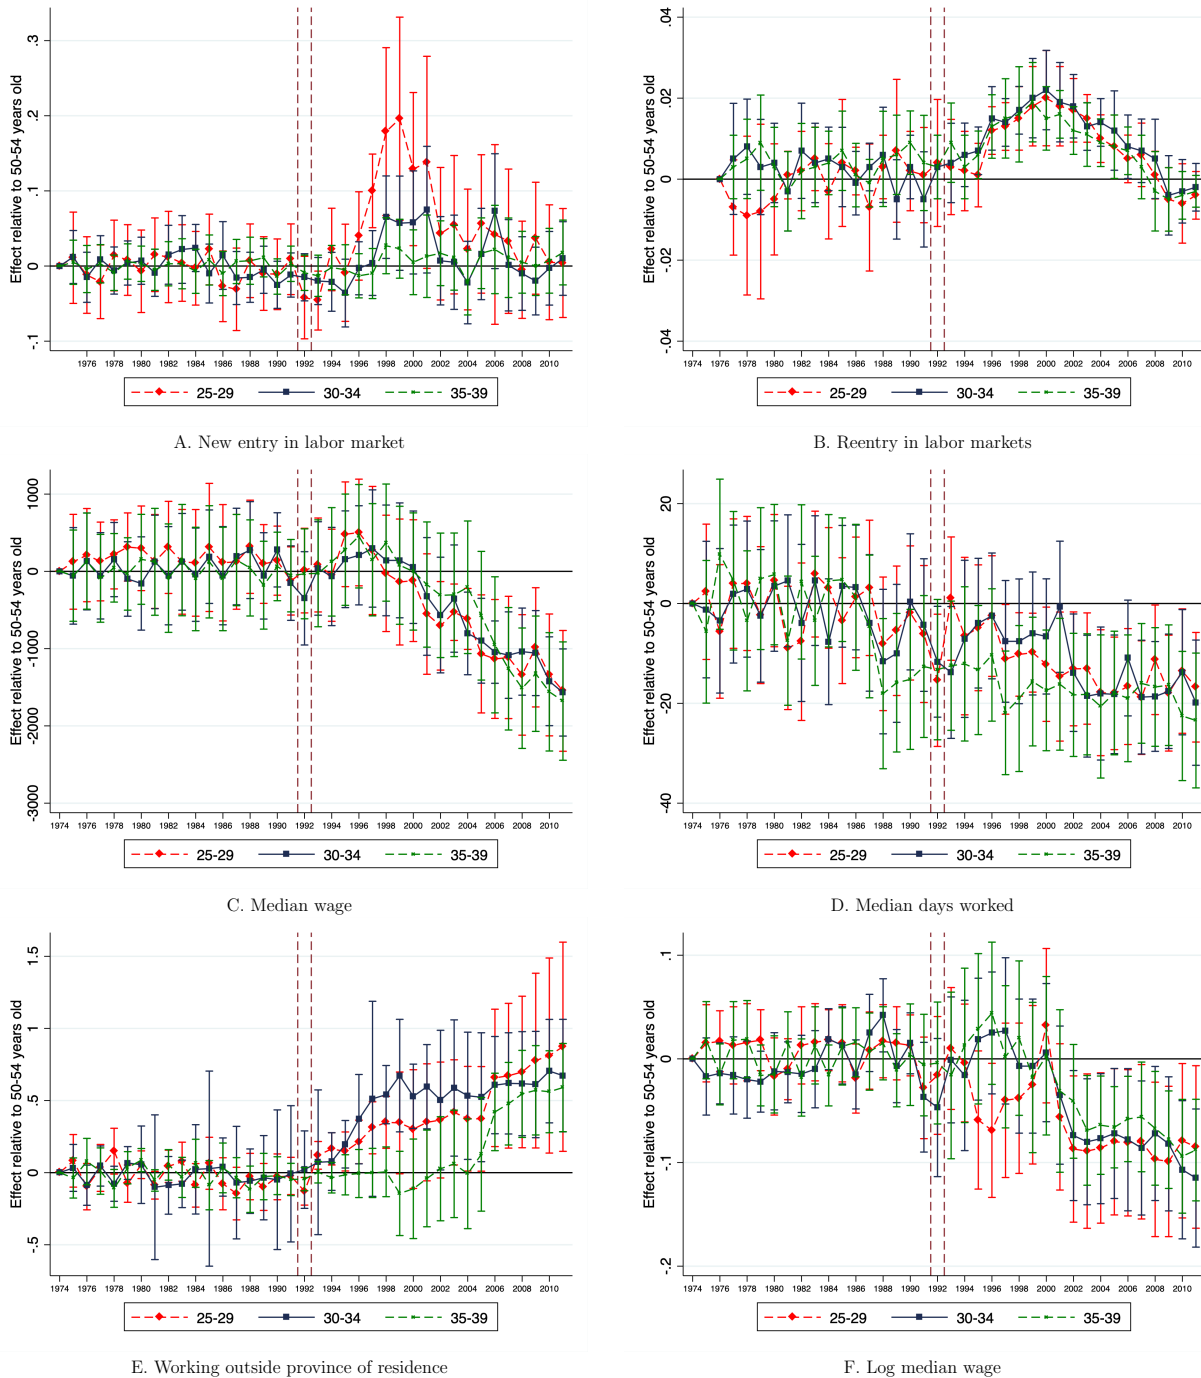 Effect relative to 50-54 years old
.3
.2
.1
0
-.1
1976 1978 1980 1982 1984 1986 1988 1990 1992 1994 1996 1998 2000 2002 2004 2006 2008 2010
25-29 30-34 35-39
A. New entry in labor market
Effect relative to 50-54 years old
.04
.02
0
-.02
-.04
1974 1976 1978 1980 1982 1984 1986 1988 1990 1992 1994 1996 1998 2000 2002 2004 2006 2008 2010
25-29 30-34 35-39
B. Reentry in labor markets
Effect relative to 50-54 years old
1000
0
-1000
-2000
-3000
1974 1976 1978 1980 1982 1984 1986 1988 1990 1992 1994 1996 1998 2000 2002 2004 2006 2008 2010
25-29 30-34 35-39
C. Median wage
Effect relative to 50-54 years old
20
0
-20
-40
1974 1976 1978 1980 1982 1984 1986 1988 1990 1992 1994 1996 1998 2000 2002 2004 2006 2008 2010
25-29 30-34 35-39
D. Median days worked
Effect relative to 50-54 years old
1.5
1
.5
0
-.5
1974 1976 1978 1980 1982 1984 1986 1988 1990 1992 1994 1996 1998 2000 2002 2004 2006 2008 2010
25-29 30-34 35-39
E. Working outside province of residence
Effect relative to 50-54 years old
.1
0
-.1
-.2
1974 1976 1978 1980 1982 1984 1986 1988 1990 1992 1994 1996 1998 2000 2002 2004 2006 2008 2010
25-29 30-34 35-39
F. Log median wage